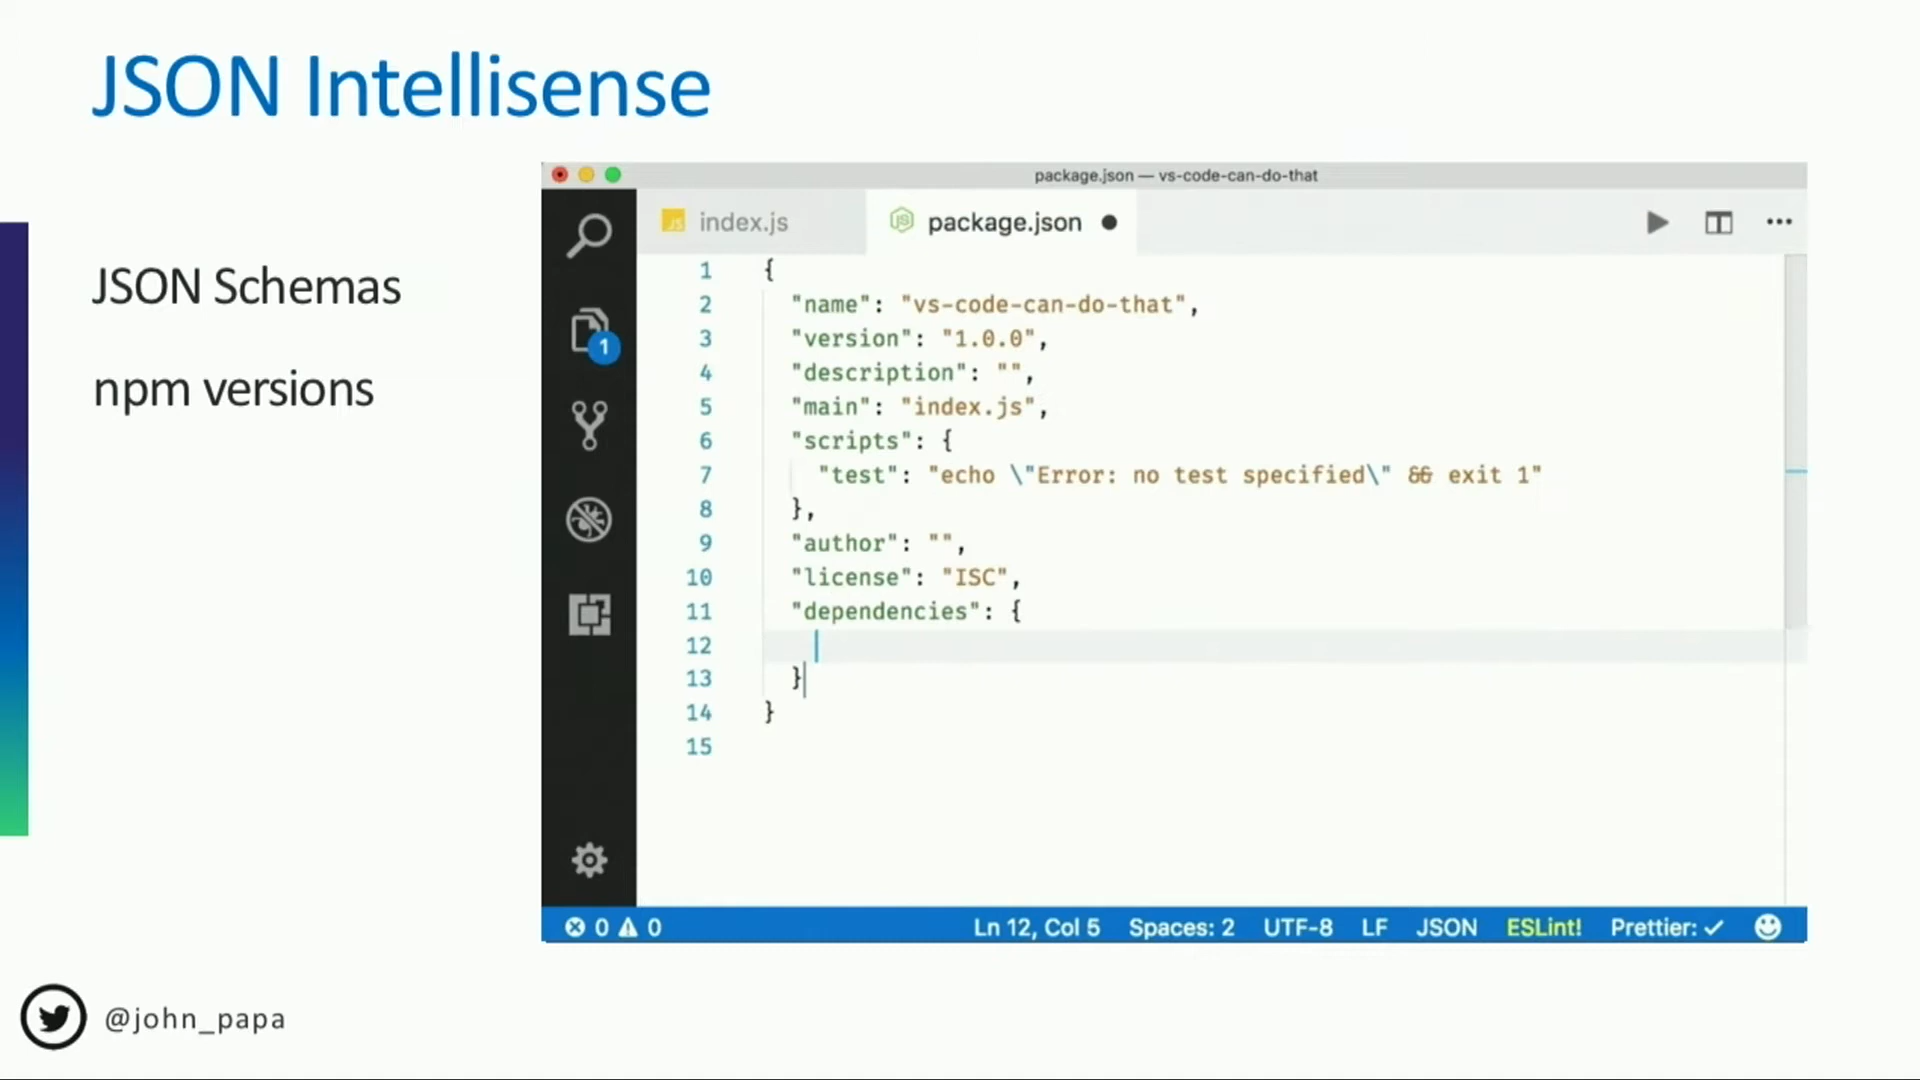 JSON Intellisense
JSON Schemas
npm versions
package.json — vs-code-can-do-that
JS index.js
JS package.json
1
1 {
2 "name": "vs-code-can-do-that",
3 "version": "1.0.0",
4 "description": "",
5 "main": "index.js",
6 "scripts": {
7 "test": "echo \"Error: no test specified\" && exit 1"
8 },
9 "author": "",
10 "license": "ISC",
11 "dependencies": {
12
13 }
14 }
15
0 0 Ln 12, Col 5 Spaces: 2 UTF-8 LF JSON ESLint! Prettier: ✓
@john_papa